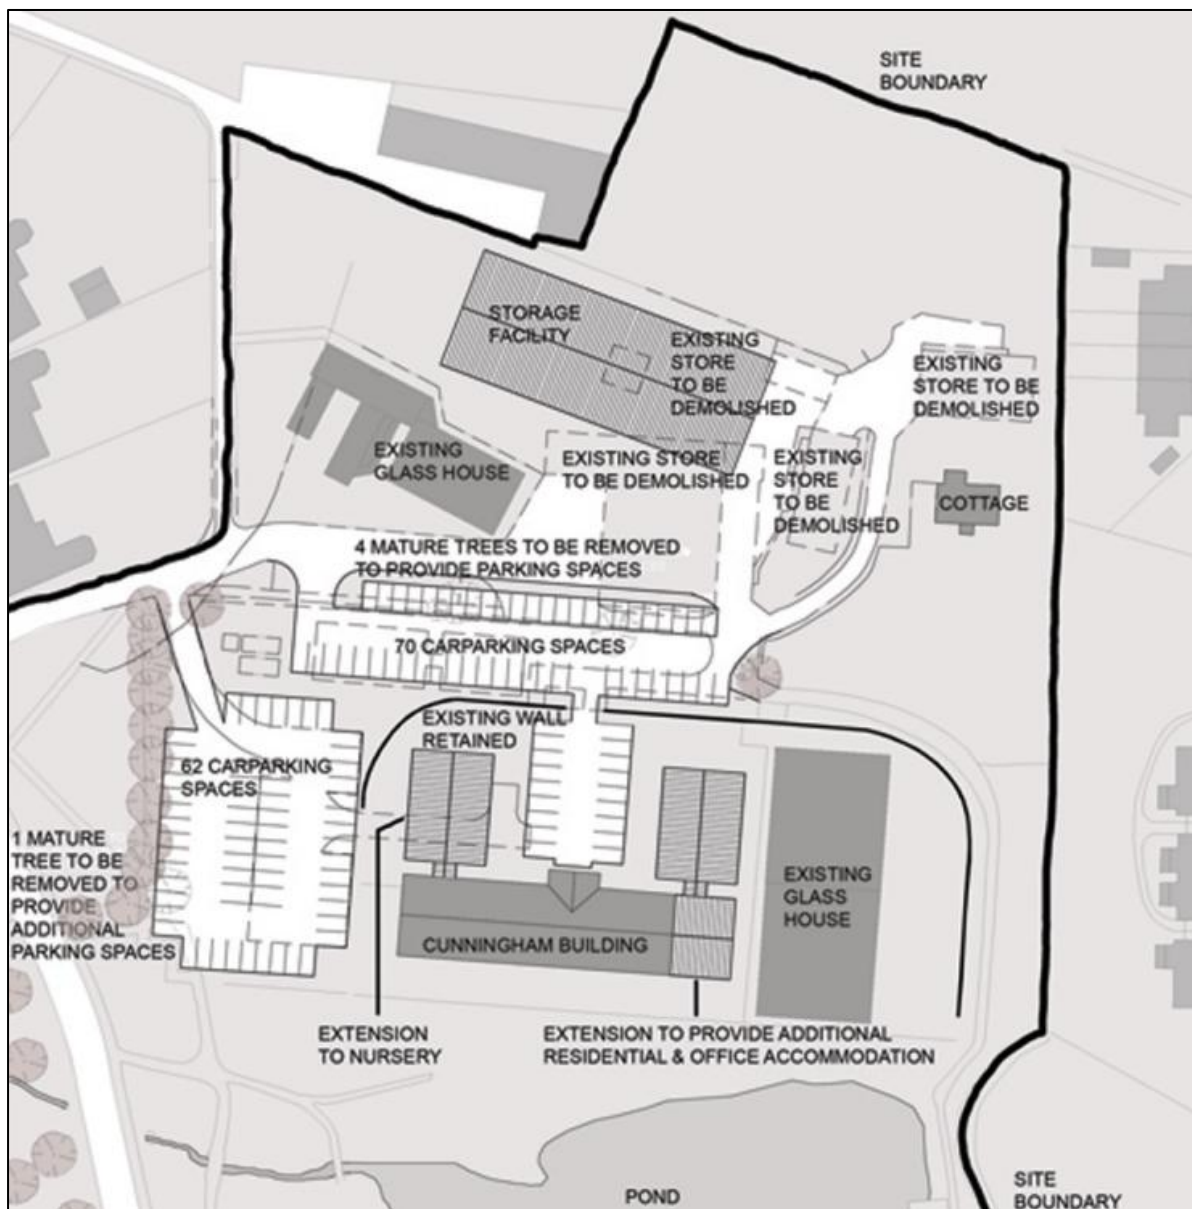 SITE
BOUNDARY
STORAGE
FACILITY
EXISTING
STORE
TO BE
DEMOLISHED
EXISTING
STORE TO BE
DEMOLISHED
EXISTING
GLASS HOUSE
EXISTING STORE
TO BE DEMOLISHED
EXISTING
STORE
TO BE
DEMOLISHED
COTTAGE
4 MATURE TREES TO BE REMOVED
TO PROVIDE PARKING SPACES
70 CARPARKING SPACES
EXISTING WALL
RETAINED
62 CARPARKING
SPACES
1 MATURE
TREE TO BE
REMOVED TO
PROVIDE
ADDITIONAL
PARKING SPACES
EXISTING
GLASS
HOUSE
CUNNINGHAM BUILDING
EXTENSION
TO NURSERY
EXTENSION TO PROVIDE ADDITIONAL
RESIDENTIAL & OFFICE ACCOMMODATION
POND
SITE
BOUNDARY